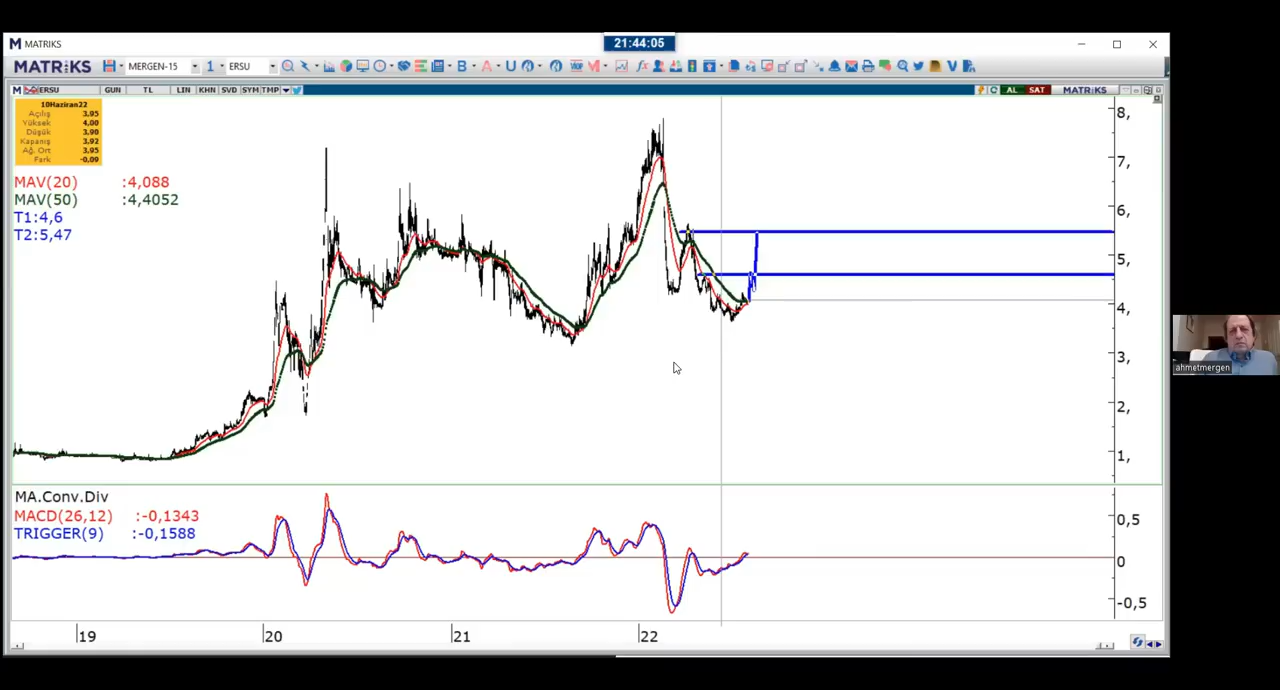 MATRIKS
21:44:05
MATRIKS MERGEN-15 1 ERSU B A U V
ERSU GUN TL LIN KHN SVD SYM TMP AL SAT MATRIKS
10Haziran22
Açılış 3,95
Yüksek 4,00
Düşük 3,90
Kapanış 3,92
Ağ. Ort 3,95
Fark -0,09
MAV(20) :4,088
MAV(50) :4,4052
T1:4,6
T2:5,47
8,
7,
6,
5,
4,
3,
2,
1,
ahmetmergen
MA.Conv.Div
MACD(26,12) :-0,1343
TRIGGER(9) :-0,1588
0,5
0
-0,5
19 20 21 22